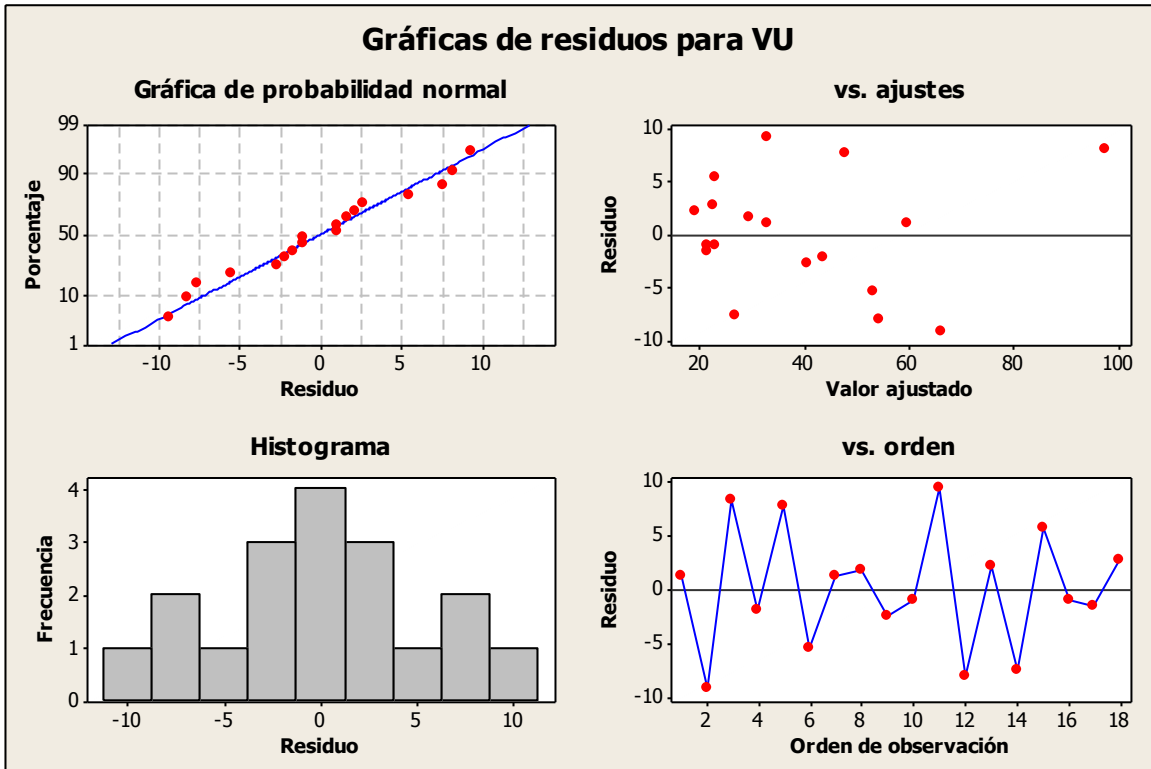 Gráficas de residuos para VU
Gráfica de probabilidad normal
99
90
50
10
1
Porcentaje
-10 -5 0 5 10
Residuo
vs. ajustes
10
5
0
-5
-10
Residuo
20 40 60 80 100
Valor ajustado
Histograma
4
3
2
1
0
Frecuencia
-10 -5 0 5 10
Residuo
vs. orden
10
5
0
-5
-10
Residuo
2 4 6 8 10 12 14 16 18
Orden de observación